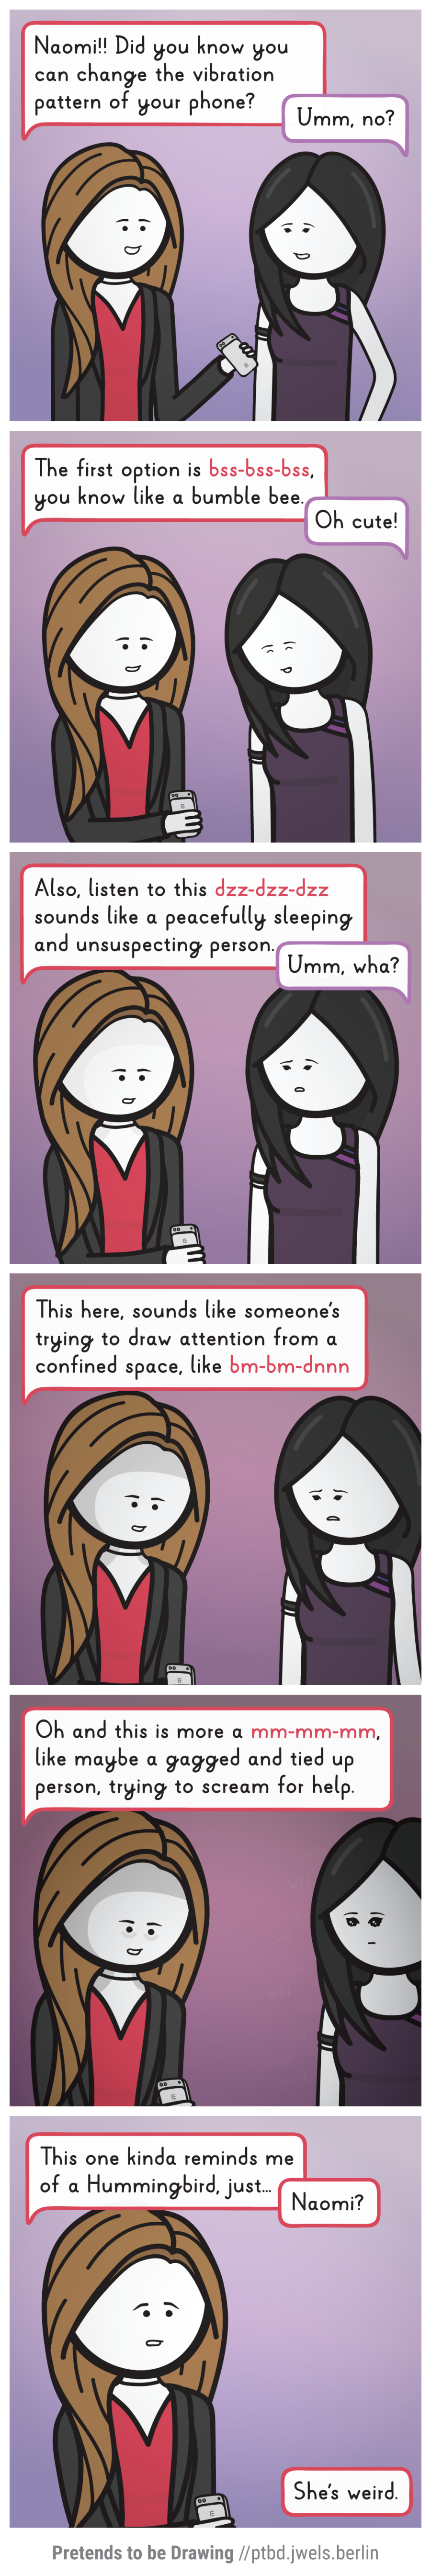 Naomi!! Did you know you
can change the vibration
pattern of your phone?
Umm, no?
The first option is bss-bss-bss,
you know like a bumble bee.
Oh cute!
Also, listen to this dzz-dzz-dzz
sounds like a peacefully sleeping
and unsuspecting person.
Umm, wha?
This here, sounds like someone's
trying to draw attention from a
confined space, like bm-bm-dnnn
Oh and this is more a mm-mm-mm,
like maybe a gagged and tied up
person, trying to scream for help.
This one kinda reminds me
of a Hummingbird, just...
Naomi?
She's weird.
Pretends to be Drawing //ptbd.jwels.berlin